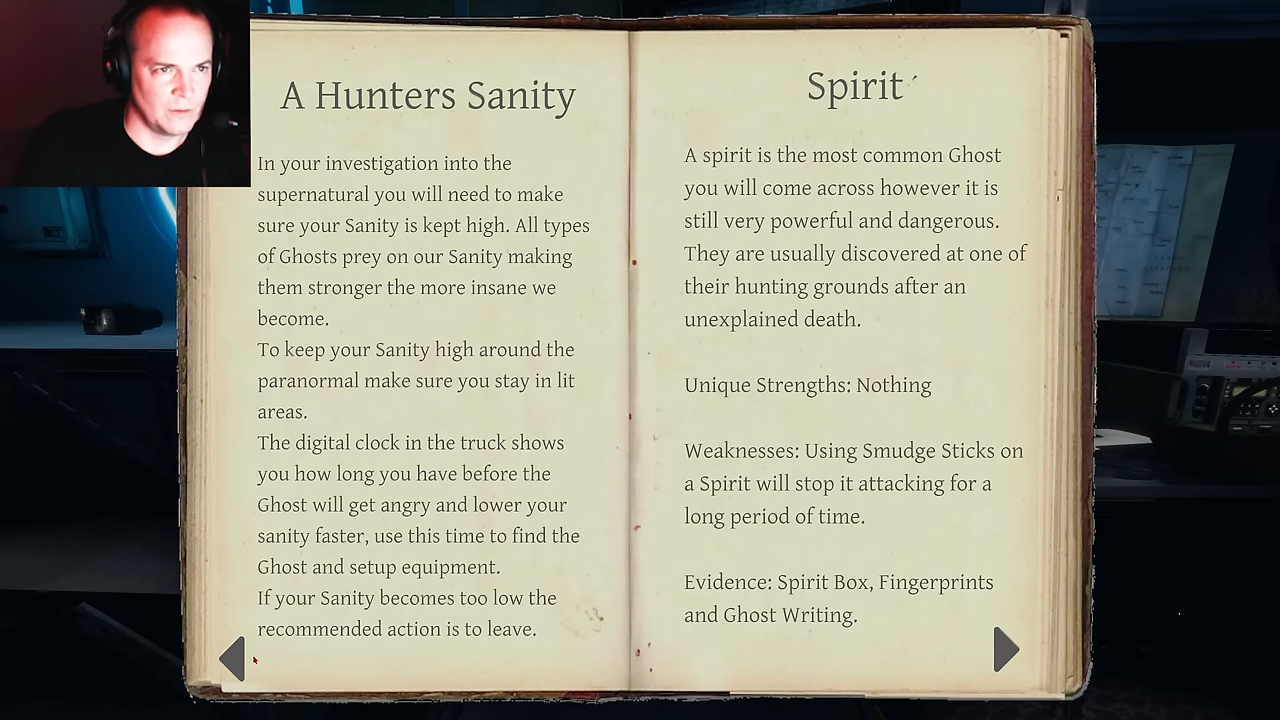 A Hunters Sanity
In your investigation into the
supernatural you will need to make
sure your Sanity is kept high. All types
of Ghosts prey on our Sanity making
them stronger the more insane we
become.
To keep your Sanity high around the
paranormal make sure you stay in lit
areas.
The digital clock in the truck shows
you how long you have before the
Ghost will get angry and lower your
sanity faster, use this time to find the
Ghost and setup equipment.
If your Sanity becomes too low the
recommended action is to leave.
Spirit
A spirit is the most common Ghost
you will come across however it is
still very powerful and dangerous.
They are usually discovered at one of
their hunting grounds after an
unexplained death.
Unique Strengths: Nothing
Weaknesses: Using Smudge Sticks on
a Spirit will stop it attacking for a
long period of time.
Evidence: Spirit Box, Fingerprints
and Ghost Writing.